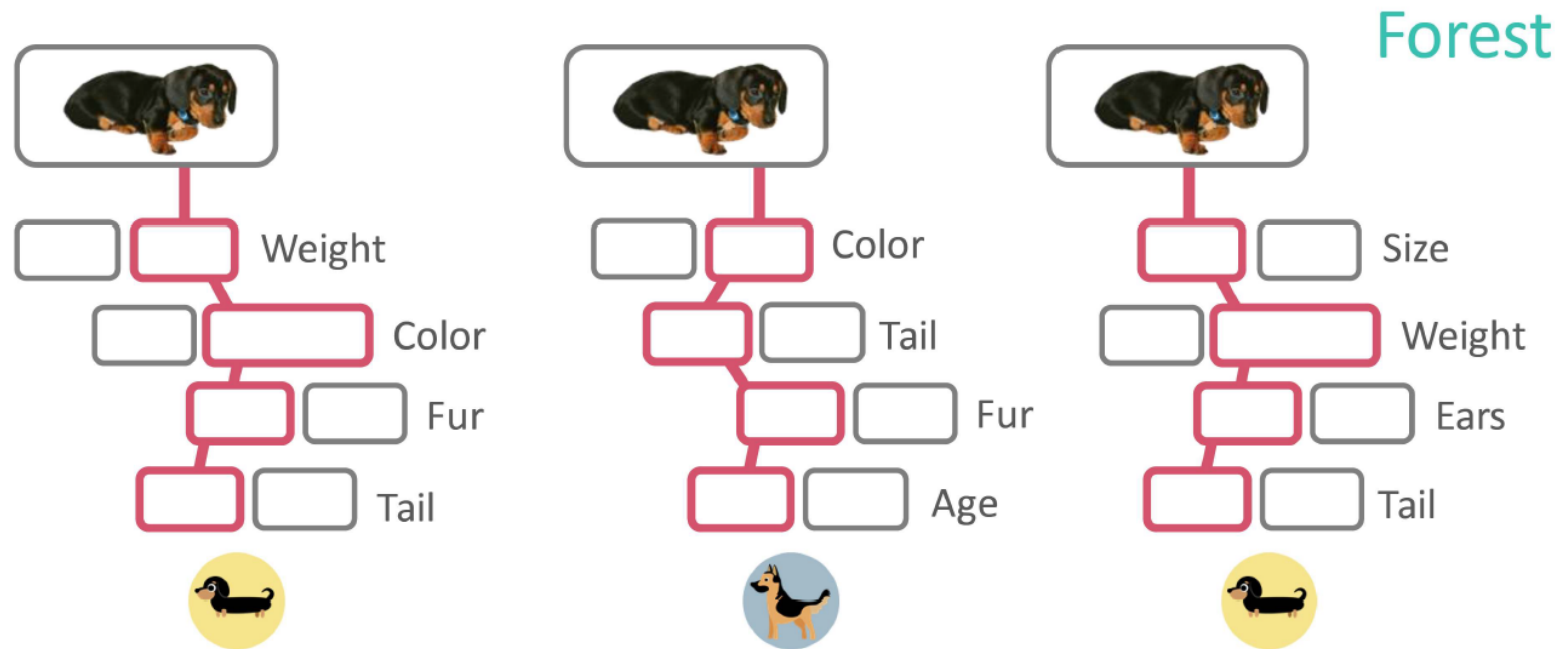 Forest
Weight
Color
Fur
Tail
Color
Tail
Fur
Age
Size
Weight
Ears
Tail